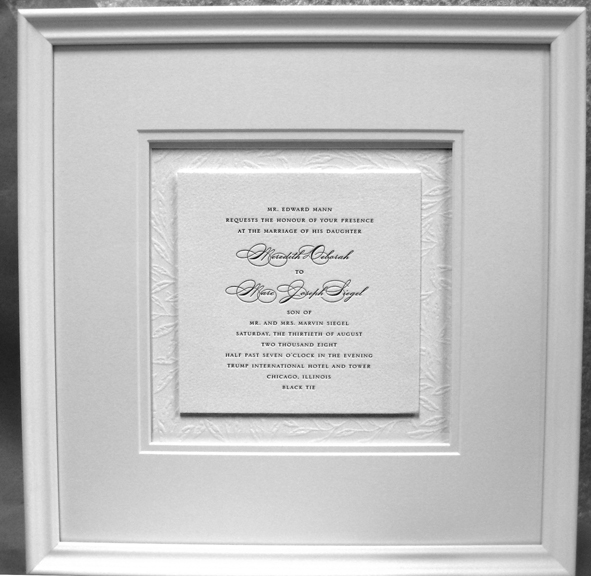 MR. EDWARD MANN
REQUESTS THE HONOUR OF YOUR PRESENCE
AT THE MARRIAGE OF HIS DAUGHTER
Meredith Deborah
TO
Marc Joseph Siegel
SON OF
MR. AND MRS. MARVIN SIEGEL
SATURDAY, THE THIRTIETH OF AUGUST
TWO THOUSAND EIGHT
HALF PAST SEVEN O'CLOCK IN THE EVENING
TRUMP INTERNATIONAL HOTEL AND TOWER
CHICAGO, ILLINOIS
BLACK TIE